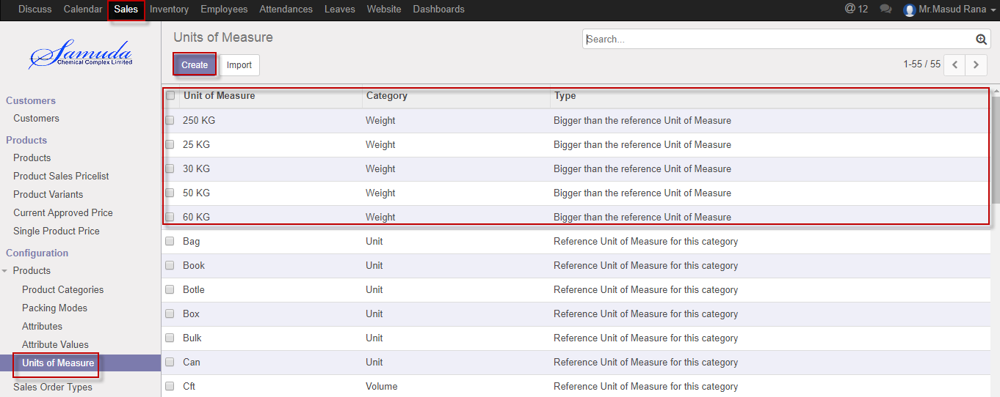 Discuss Calendar Sales Inventory Employees Attendances Leaves Website Dashboards @ 12 Mr.Masud Rana
Samuda
Chemical Complex Limited
Customers
Customers
Products
Products
Product Sales Pricelist
Product Variants
Current Approved Price
Single Product Price
Configuration
Products
Product Categories
Packing Modes
Attributes
Attribute Values
Units of Measure
Sales Order Types
Units of Measure
Search...
Create Import
1-55 / 55
Unit of Measure Category Type
250 KG Weight Bigger than the reference Unit of Measure
25 KG Weight Bigger than the reference Unit of Measure
30 KG Weight Bigger than the reference Unit of Measure
50 KG Weight Bigger than the reference Unit of Measure
60 KG Weight Bigger than the reference Unit of Measure
Bag Unit Reference Unit of Measure for this category
Book Unit Reference Unit of Measure for this category
Botle Unit Reference Unit of Measure for this category
Box Unit Reference Unit of Measure for this category
Bulk Unit Reference Unit of Measure for this category
Can Unit Reference Unit of Measure for this category
Cft Volume Reference Unit of Measure for this category